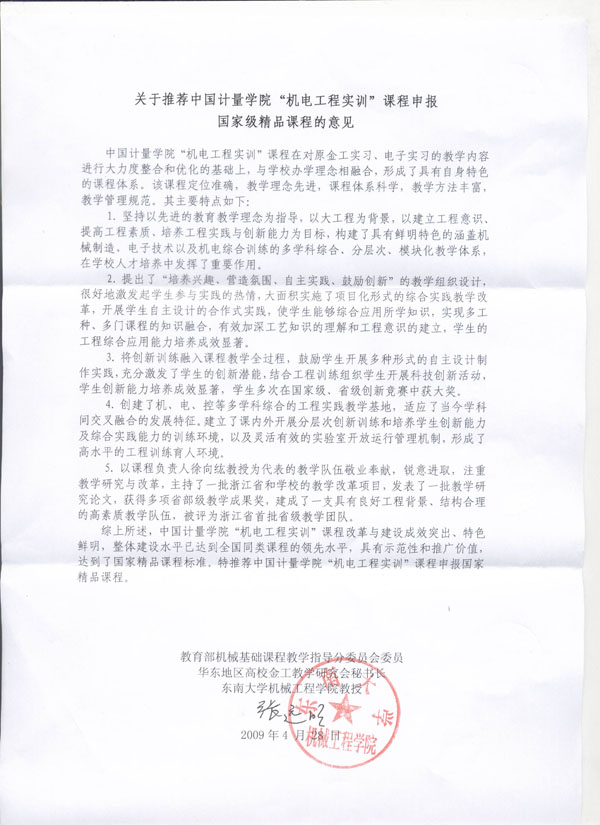 关于推荐中国计量学院“机电工程实训”课程申报
国家级精品课程的意见
中国计量学院“机电工程实训”课程在对原金工实习、电子实习的教学内容
进行大力度整合和优化的基础上，与学校办学理念相融合，形成了具有自身特色
的课程体系。该课程定位准确，教学理念先进，课程体系科学，教学方法丰富，
教学管理规范。其主要特点如下：
1. 坚持以先进的教育教学理念为指导，以大工程为背景，以建立工程意识、
提高工程素质、培养工程实践与创新能力为目标，构建了具有鲜明特色的涵盖机
械制造、电子技术以及机电综合训练的多学科综合、分层次、模块化教学体系，
在学校人才培养中发挥了重要作用。
2. 提出了“培养兴趣、营造氛围、自主实践、鼓励创新”的教学组织设计，
很好地激发起学生参与实践的热情，大面积实施了项目化形式的综合实践教学改
革，开展学生自主设计的合作式实践，使学生能够综合应用所学知识，实现多工
种、多门课程的知识融合，有效加深工艺知识的理解和工程意识的建立，学生的
工程综合应用能力培养成效显著。
3. 将创新训练融入课程教学全过程，鼓励学生开展多种形式的自主设计制
作实践，充分激发了学生的创新潜能，结合工程训练组织学生开展科技创新活动，
学生创新能力培养成效显著，学生多次在国家级、省级创新竞赛中获大奖。
4. 创建了机、电、控等多学科综合的工程实践教学基地，适应了当今学科
间交叉融合的发展特征。建立了课内外开展分层次创新训练和培养学生创新能力
及综合实践能力的训练环境，以及灵活有效的实验室开放运行管理机制，形成了
高水平的工程训练育人环境。
5. 以课程负责人徐向纮教授为代表的教学队伍敬业奉献，锐意进取，注重
教学研究与改革，主持了一批浙江省和学校的教学改革项目，发表了一批教学研
究论文，获得多项省部级教学成果奖，建成了一支具有良好工程背景、结构合理
的高素质教学队伍，被评为浙江省首批省级教学团队。
综上所述，中国计量学院“机电工程实训”课程改革与建设成效突出、特色
鲜明，整体建设水平已达到全国同类课程的领先水平，具有示范性和推广价值，
达到了国家精品课程标准。特推荐中国计量学院“机电工程实训”课程申报国家
精品课程。
教育部机械基础课程教学指导分委员会委员
华东地区高校金工教学研究会秘书长
东南大学机械工程学院教授
张远明
2009 年 4 月 28 日
东南大学
机械工程学院